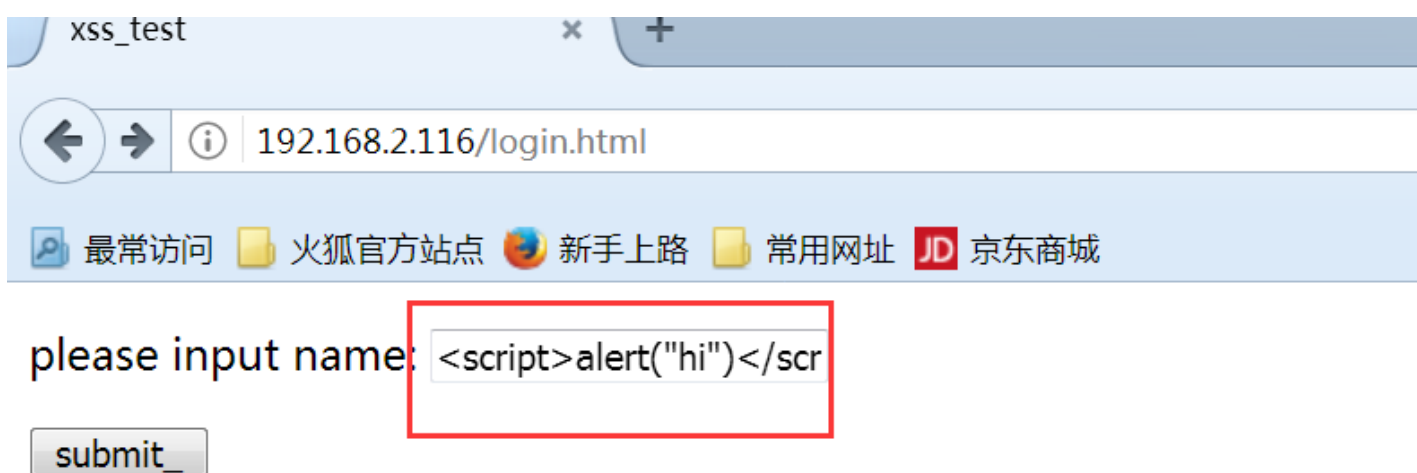 xss_test
192.168.2.116/login.html
最常访问 火狐官方站点 新手上路 常用网址 JD 京东商城
please input name: <script>alert("hi")</scr
submit_